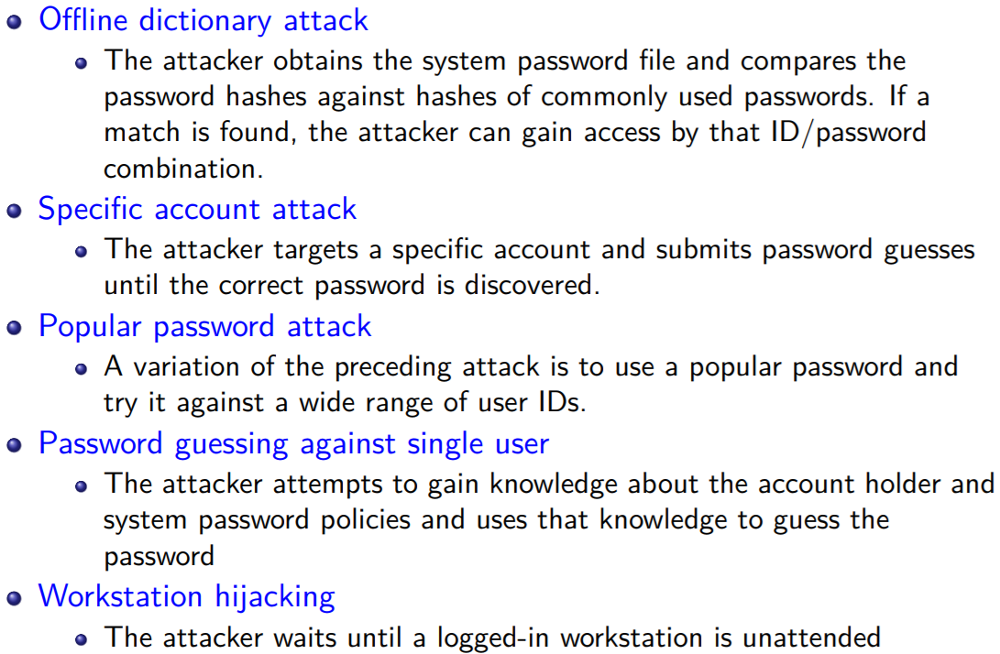 Offline dictionary attack
The attacker obtains the system password file and compares the
password hashes against hashes of commonly used passwords. If a
match is found, the attacker can gain access by that ID/password
combination.
Specific account attack
The attacker targets a specific account and submits password guesses
until the correct password is discovered.
Popular password attack
A variation of the preceding attack is to use a popular password and
try it against a wide range of user IDs.
Password guessing against single user
The attacker attempts to gain knowledge about the account holder and
system password policies and uses that knowledge to guess the
password
Workstation hijacking
The attacker waits until a logged-in workstation is unattended